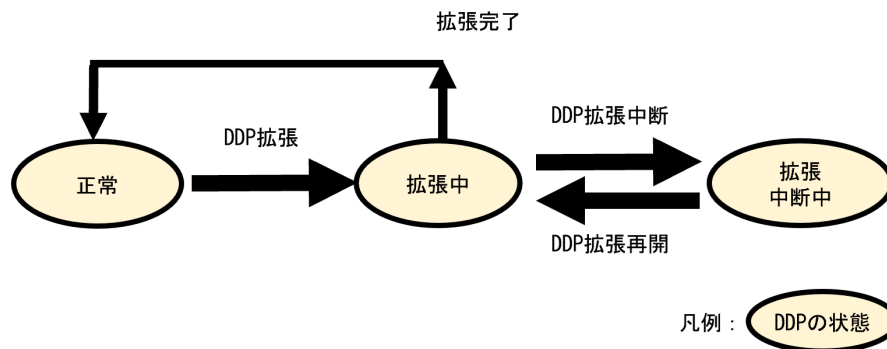 拡張完了
DDP拡張
DDP拡張中断
正常
拡張中
拡張
中断中
DDP拡張再開
凡例：
DDPの状態